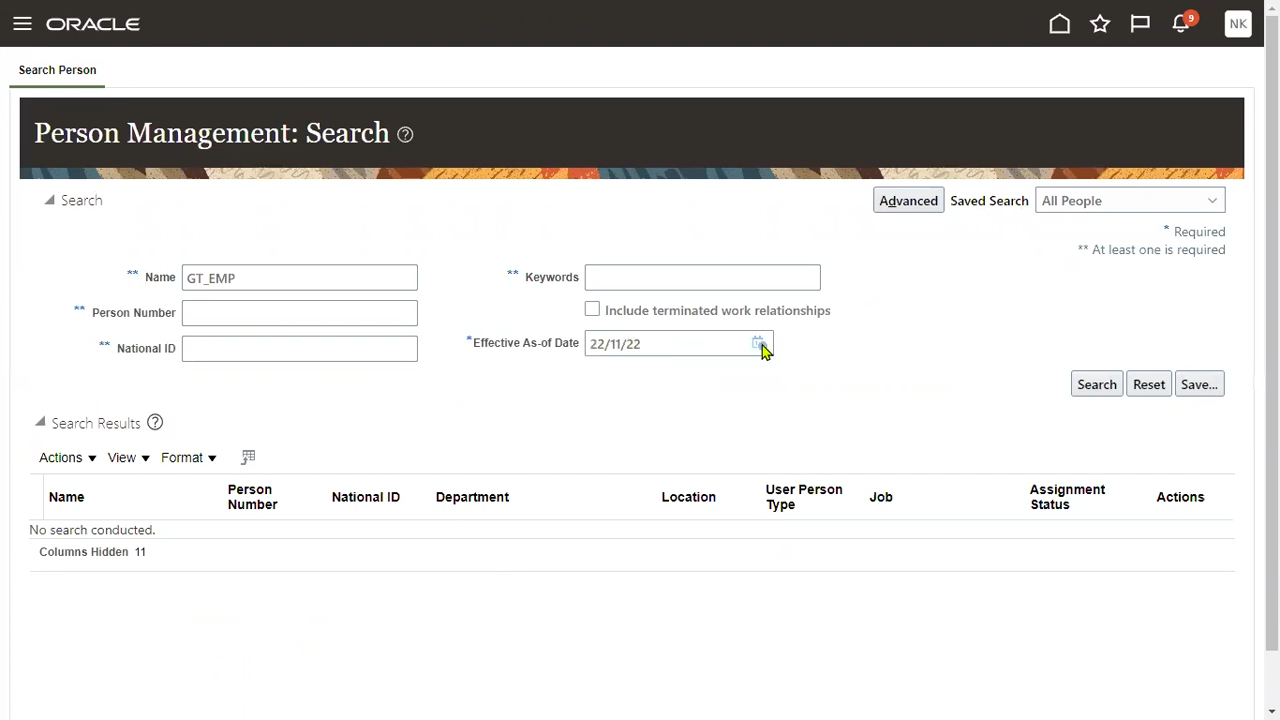 ORACLE
9
NK
Search Person
Person Management: Search ?
Search
Advanced Saved Search All People
* Required
** At least one is required
** Name GT_EMP
** Keywords
** Person Number
Include terminated work relationships
** National ID
*Effective As-of Date 22/11/22
Search Reset Save...
Search Results ?
Actions View Format
Name Person Number National ID Department Location User Person Type Job Assignment Status Actions
No search conducted.
Columns Hidden 11